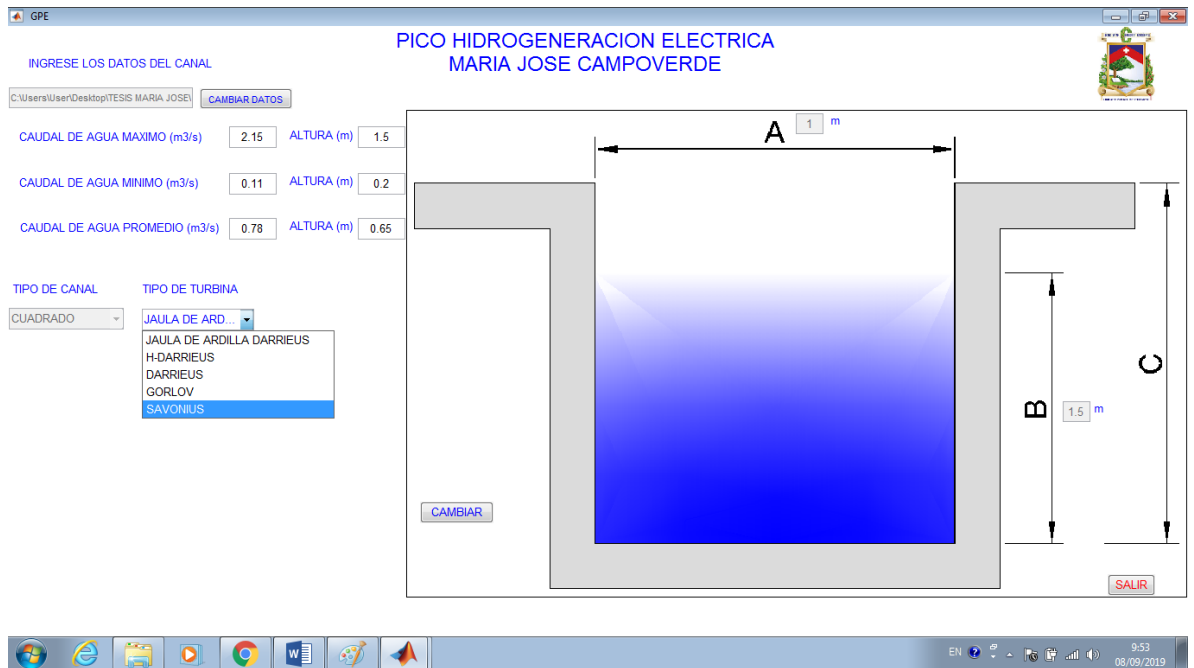 GPE
PICO HIDROGENERACION ELECTRICA
MARIA JOSE CAMPOVERDE
INGRESE LOS DATOS DEL CANAL
C:\Users\User\Desktop\TESIS MARIA JOSE\
CAMBIAR DATOS
CAUDAL DE AGUA MAXIMO (m3/s) 2.15 ALTURA (m) 1.5
CAUDAL DE AGUA MINIMO (m3/s) 0.11 ALTURA (m) 0.2
CAUDAL DE AGUA PROMEDIO (m3/s) 0.78 ALTURA (m) 0.65
TIPO DE CANAL TIPO DE TURBINA
CUADRADO JAULA DE ARD...
JAULA DE ARDILLA DARRIEUS
H-DARRIEUS
DARRIEUS
GORLOV
SAVONIUS
A 1 m
B 1.5 m
C
CAMBIAR
SALIR
EN
9:53
08/09/2019